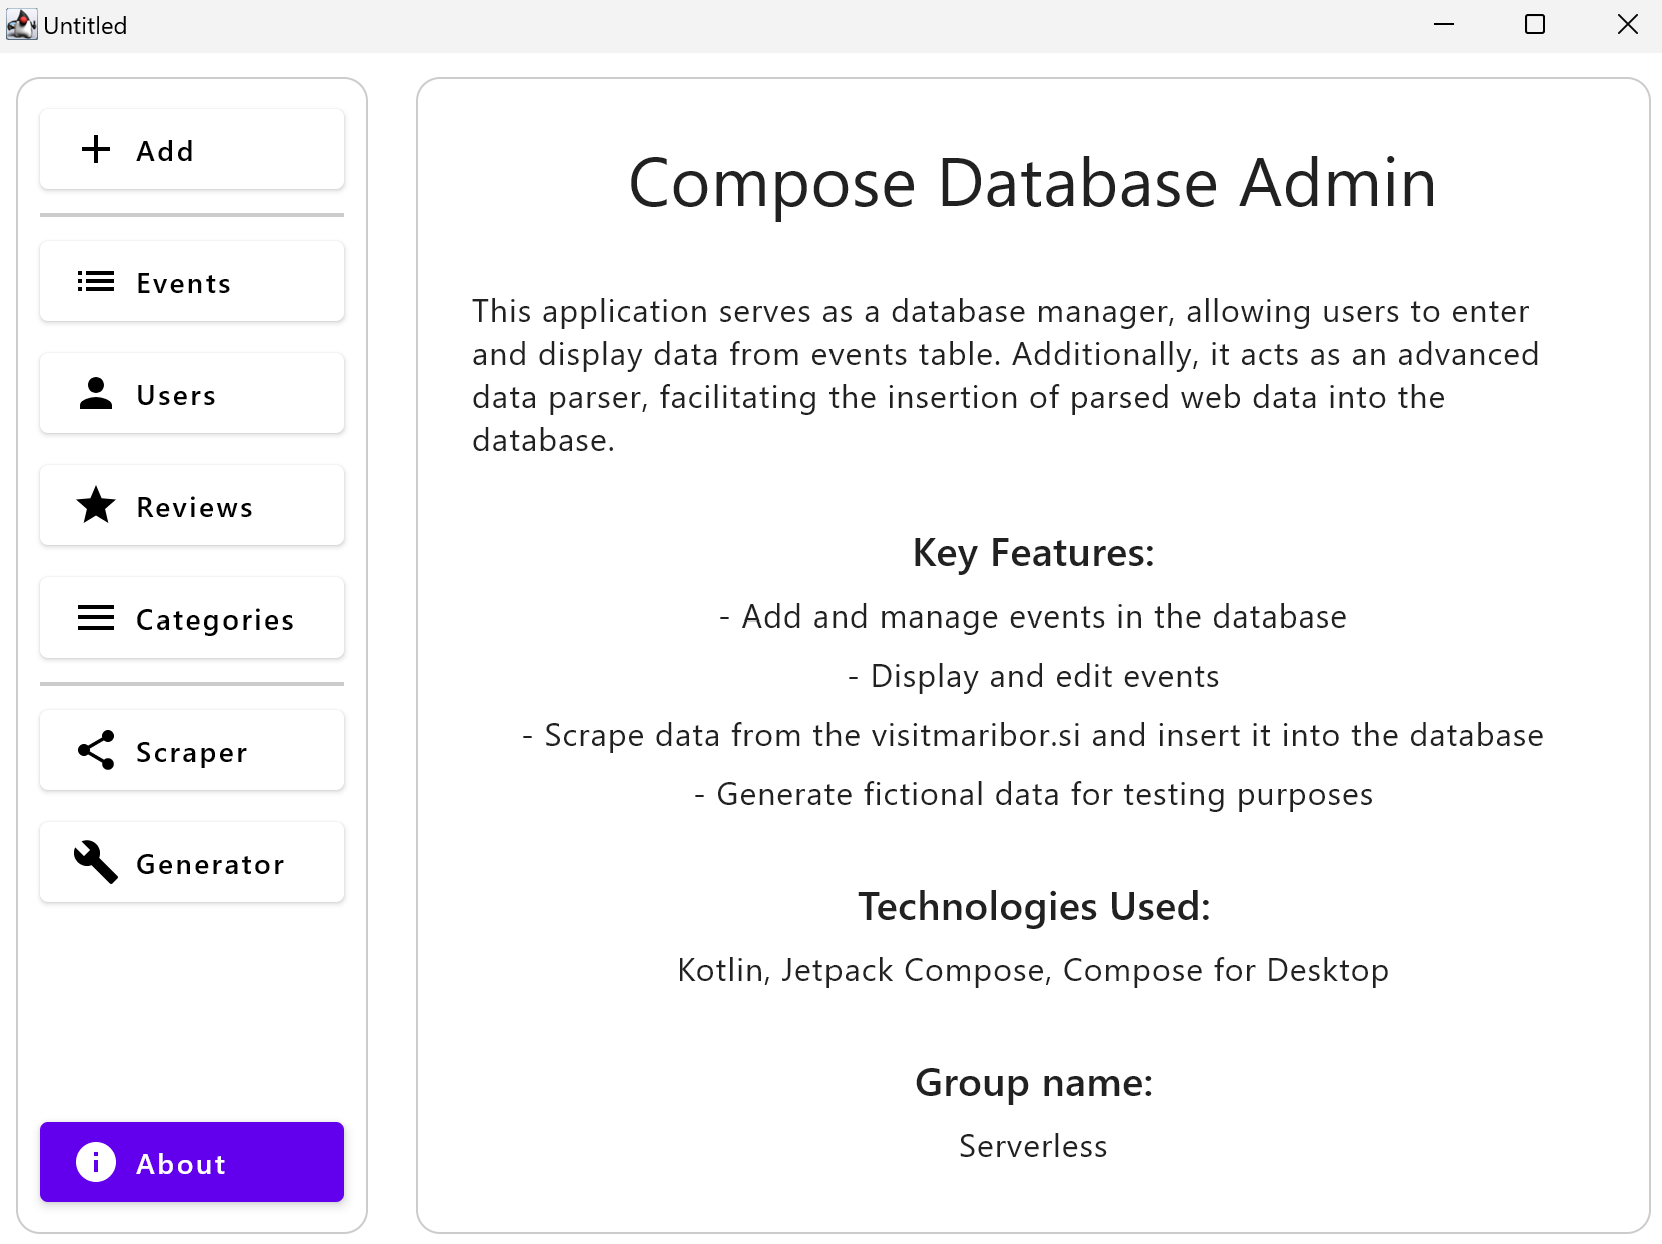 Untitled
Add
Events
Users
Reviews
Categories
Scraper
Generator
About
Compose Database Admin
This application serves as a database manager, allowing users to enter
and display data from events table. Additionally, it acts as an advanced
data parser, facilitating the insertion of parsed web data into the
database.
Key Features:
- Add and manage events in the database
- Display and edit events
- Scrape data from the visitmaribor.si and insert it into the database
- Generate fictional data for testing purposes
Technologies Used:
Kotlin, Jetpack Compose, Compose for Desktop
Group name:
Serverless